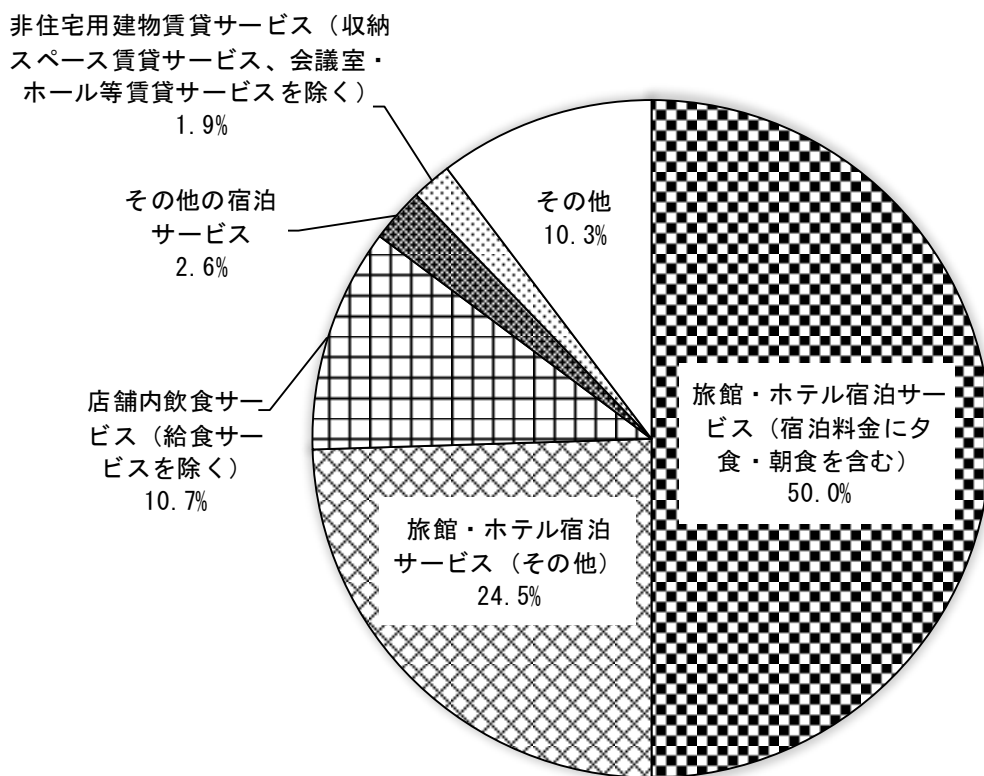 非住宅用建物賃貸サービス（収納
スペース賃貸サービス、会議室・
ホール等賃貸サービスを除く）
1.9%
その他の宿泊
サービス
2.6%
その他
10.3%
店舗内飲食サー
ビス（給食サー
ビスを除く）
10.7%
旅館・ホテル宿泊サー
ビス（宿泊料金に夕
食・朝食を含む）
50.0%
旅館・ホテル宿泊
サービス（その他）
24.5%